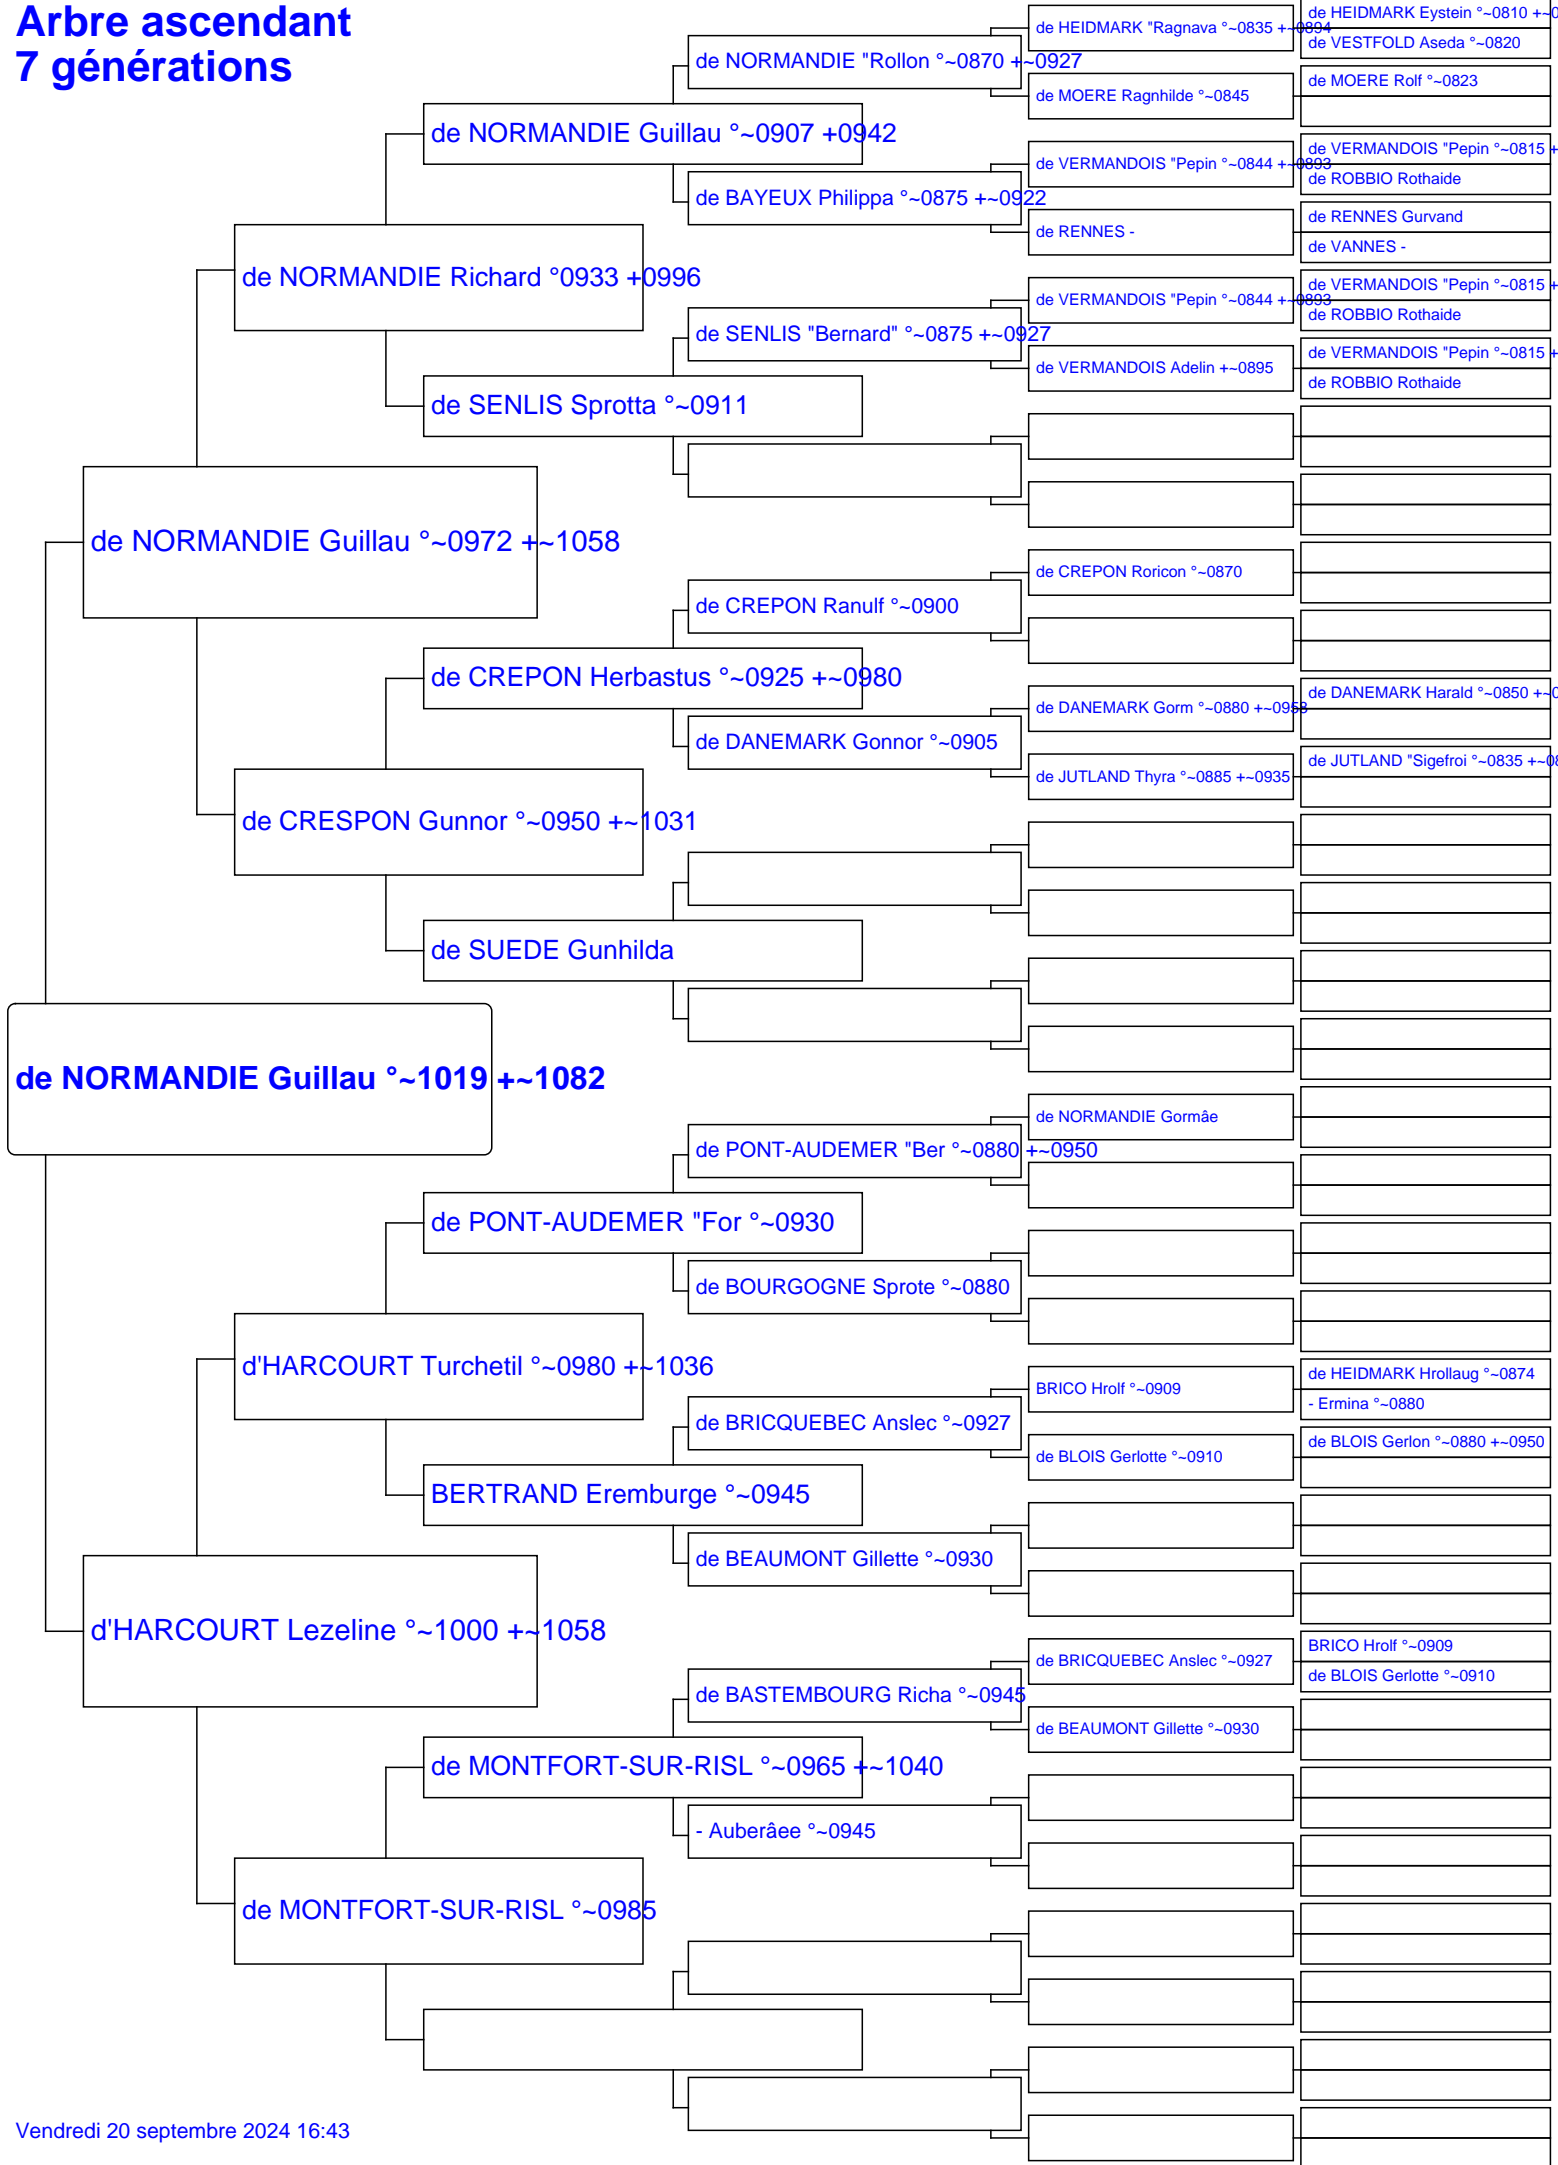 Arbre ascendant
7 générations
de NORMANDIE Guillau °~1019 +~1082
de NORMANDIE Guillau °~0972 +~1058
d'HARCOURT Lezeline °~1000 +~1058
de NORMANDIE Richard °0933 +0996
de CRESPON Gunnor °~0950 +~1031
d'HARCOURT Turchetil °~0980 +~1036
de MONTFORT-SUR-RISL °~0985
de NORMANDIE Guillau °~0907 +0942
de SENLIS Sprotta °~0911
de CREPON Herbastus °~0925 +~0980
de SUEDE Gunhilda
de PONT-AUDEMER "For °~0930
BERTRAND Eremburge °~0945
de MONTFORT-SUR-RISL °~0965 +~1040
de NORMANDIE "Rollon °~0870 +~0927
de BAYEUX Philippa °~0875 +~0922
de SENLIS "Bernard" °~0875 +~0927
de CREPON Ranulf °~0900
de DANEMARK Gonnor °~0905
de PONT-AUDEMER "Ber °~0880 +~0950
de BOURGOGNE Sprote °~0880
de BRICQUEBEC Anslec °~0927
de BEAUMONT Gillette °~0930
de BASTEMBOURG Richa °~0945
- Auberâee °~0945
de HEIDMARK "Ragnava °~0835 +~0894
de MOERE Ragnhilde °~0845
de VERMANDOIS "Pepin °~0844 +~0893
de RENNES -
de VERMANDOIS "Pepin °~0844 +~0893
de VERMANDOIS Adelin +~0895
de CREPON Roricon °~0870
de DANEMARK Gorm °~0880 +~0958
de JUTLAND Thyra °~0885 +~0935
de NORMANDIE Gormâe
BRICO Hrolf °~0909
de BLOIS Gerlotte °~0910
de BRICQUEBEC Anslec °~0927
de BEAUMONT Gillette °~0930
de HEIDMARK Eystein °~0810 +~0
de VESTFOLD Aseda °~0820
de MOERE Rolf °~0823
de VERMANDOIS "Pepin °~0815 +
de ROBBIO Rothaide
de RENNES Gurvand
de VANNES -
de VERMANDOIS "Pepin °~0815 +
de ROBBIO Rothaide
de VERMANDOIS "Pepin °~0815 +
de ROBBIO Rothaide
de DANEMARK Harald °~0850 +~0
de JUTLAND "Sigefroi °~0835 +~08
de HEIDMARK Hrollaug °~0874
- Ermina °~0880
de BLOIS Gerlon °~0880 +~0950
BRICO Hrolf °~0909
de BLOIS Gerlotte °~0910
Vendredi 20 septembre 2024 16:43